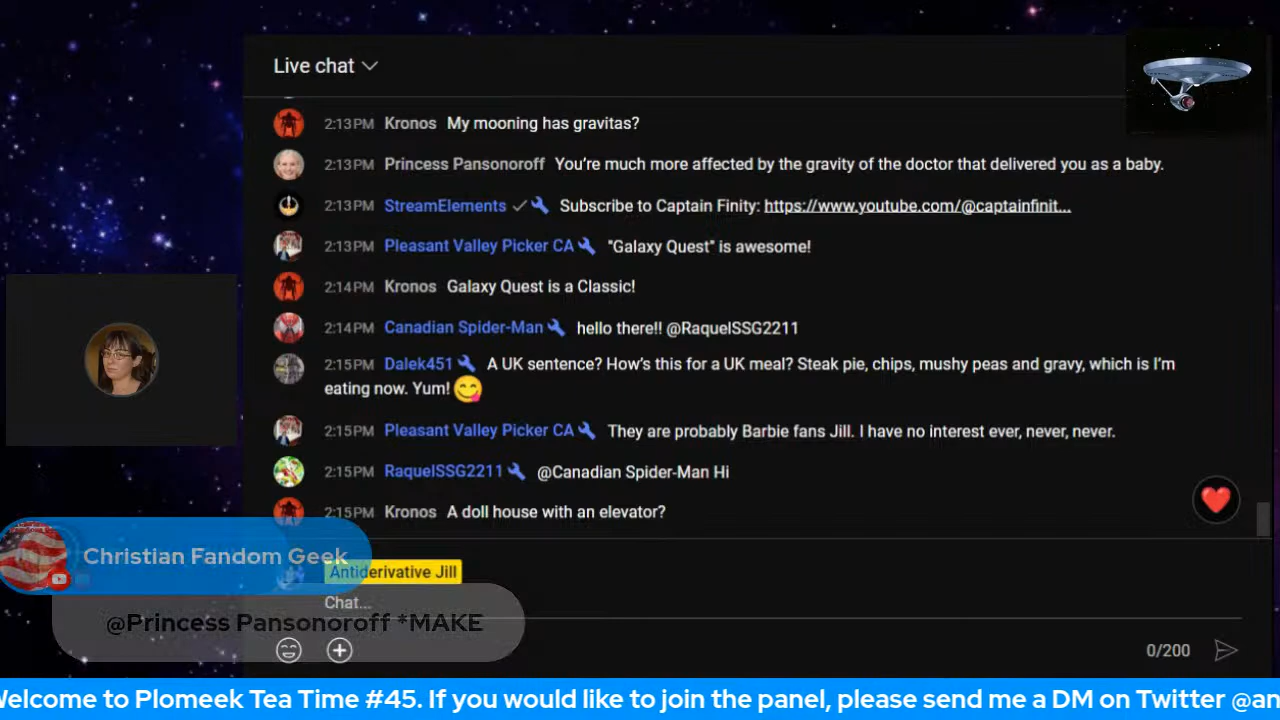 Live chat
2:13PM Kronos My mooning has gravitas?
2:13PM Princess Pansonoroff You're much more affected by the gravity of the doctor that delivered you as a baby.
2:13PM StreamElements Subscribe to Captain Finity: https://www.youtube.com/@captainfinit...
2:13PM Pleasant Valley Picker CA "Galaxy Quest" is awesome!
2:14PM Kronos Galaxy Quest is a Classic!
2:14PM Canadian Spider-Man hello there!! @RaquelSSG2211
2:15PM Dalek451 A UK sentence? How's this for a UK meal? Steak pie, chips, mushy peas and gravy, which is I'm
eating now. Yum!
2:15PM Pleasant Valley Picker CA They are probably Barbie fans Jill. I have no interest ever, never, never.
2:15PM RaquelSSG2211 @Canadian Spider-Man Hi
2:15PM Kronos A doll house with an elevator?
Christian Fandom Geek
Antiderivative Jill
Chat...
@Princess Pansonoroff *MAKE
0/200
Welcome to Plomeek Tea Time #45. If you would like to join the panel, please send me a DM on Twitter @an